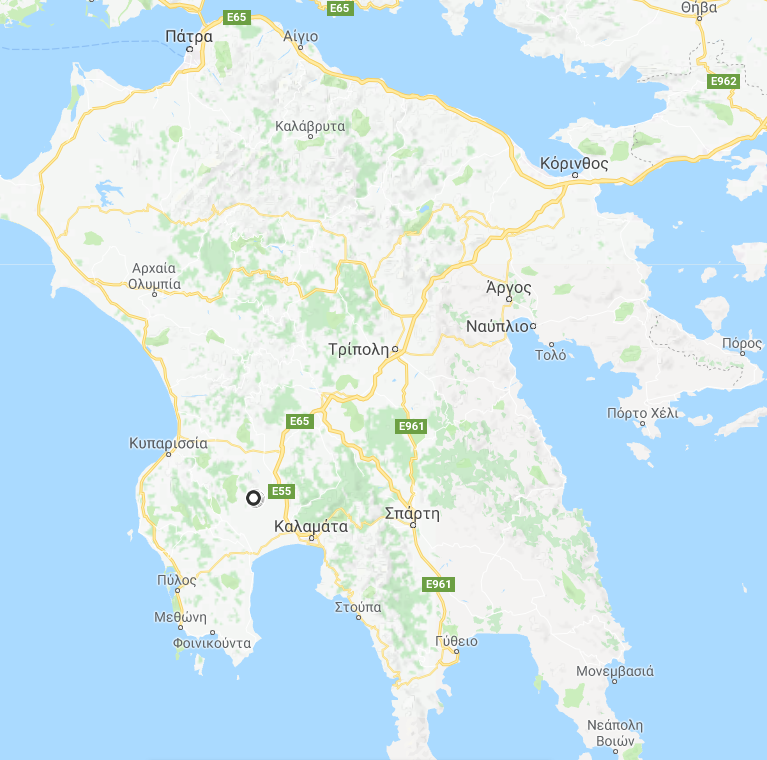 E65
E65
Θήβα
Πάτρα
Αίγιο
E962
Καλάβρυτα
Κόρινθος
Αρχαία
Ολυμπία
Άργος
Ναύπλιο
Τολό
Τρίπολη
Πόρος
Πόρτο Χέλι
E65
E961
Κυπαρισσία
E55
Καλαμάτα
Σπάρτη
Πύλος
E961
Στούπα
Μεθώνη
Φοινικούντα
Γύθειο
Μονεμβασιά
Νεάπολη
Βοιών